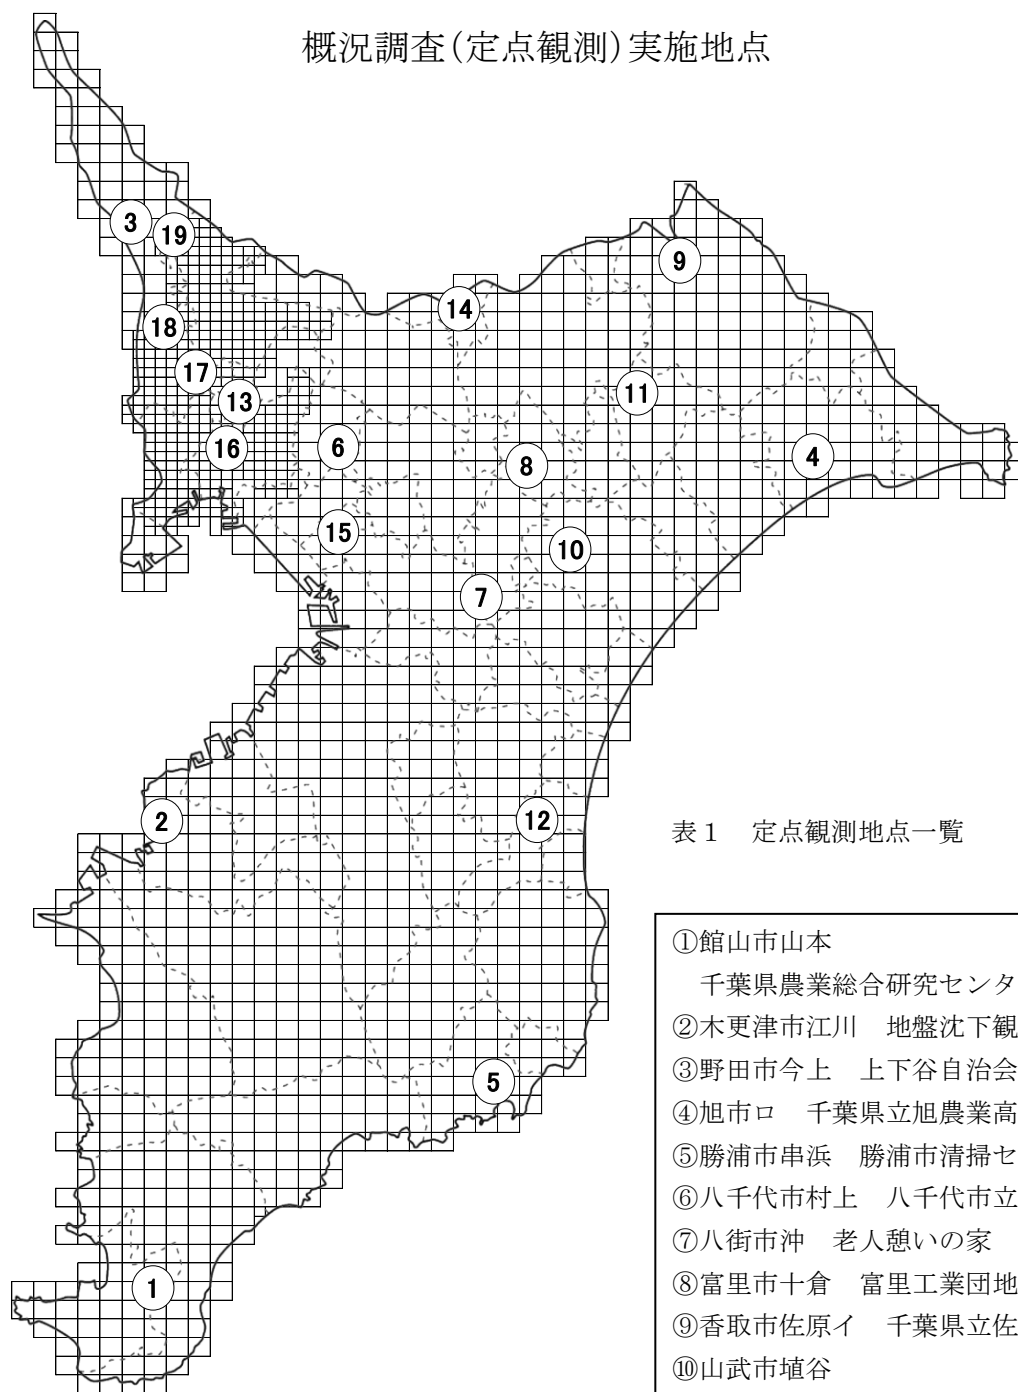 概況調査(定点観測)実施地点
3
19
9
14
18
17
13
11
16
6
8
4
15
10
7
2
12
5
1
表1 定点観測地点一覧
①館山市山本
千葉県農業総合研究センタ
②木更津市江川 地盤沈下観
③野田市今上 上下谷自治会
④旭市ロ 千葉県立旭農業高
⑤勝浦市串浜 勝浦市清掃セ
⑥八千代市村上 八千代市立
⑦八街市沖 老人憩いの家
⑧富里市十倉 富里工業団地
⑨香取市佐原イ 千葉県立佐
⑩山武市埴谷